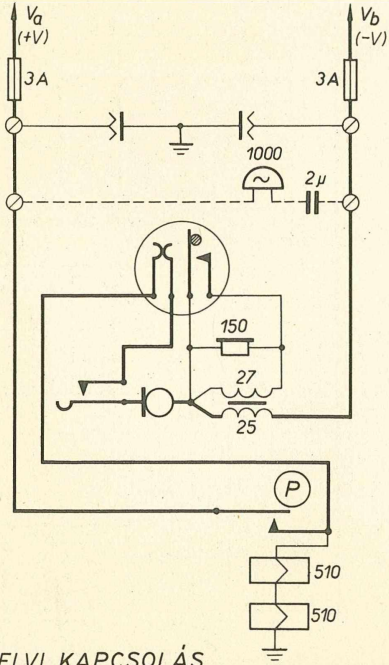 Va
(+V)
Vb
(-V)
3A
3A
1000
~
2µ
150
27
25
P
510
510
ELVI KAPCSOLÁS